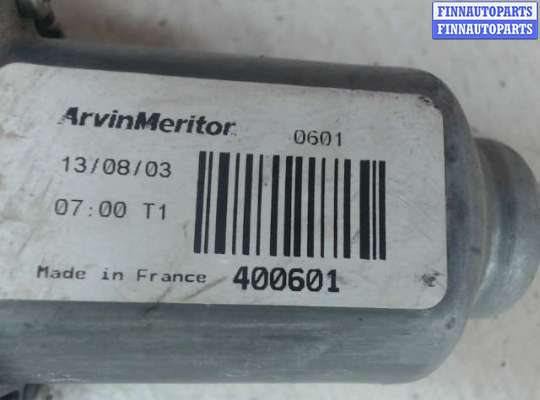 FINNAUTOPARTS
FINNAUTOPARTS
ArvinMeritor 0601
13/08/03
07:00 T1
Made in France 400601